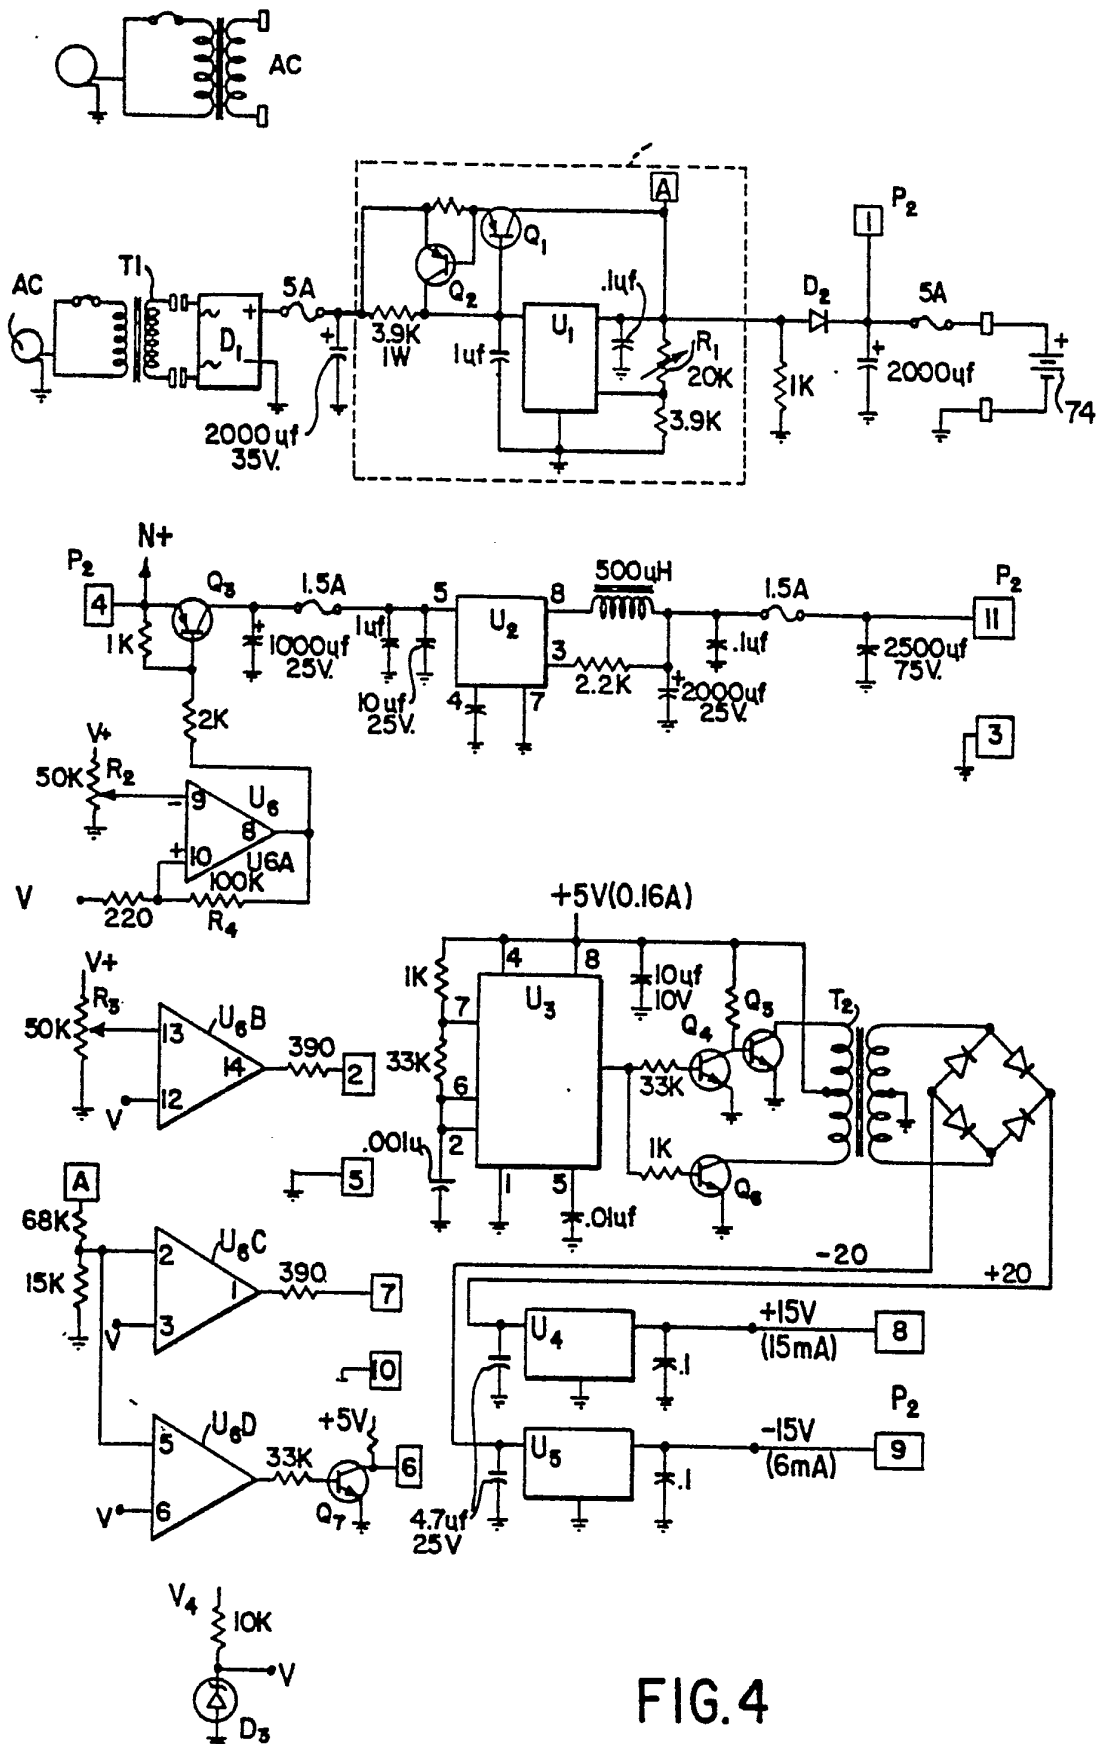 AC
A
P2
1
Q1
Q2
AC
T1
5A
+
~
D1
~
+
3.9K
1W
1uf
U1
.1uf
R1
20K
3.9K
D2
5A
+
2000uf
+
74
1K
2000uf
35V.
N+
P2
4
Q3
1.5A
5
U2
8
500uH
1.5A
P2
11
1K
+
1000uf
25V.
1uf
10uf
25V.
3
2.2K
4
7
.1uf
+
2000uf
25V.
2500uf
75V.
3
2K
V+
50K
R2
-
9
U6
8
+
10
U6A
100K
V
220
R4
V+
R3
50K
13
U6B
14
12
V
390
2
5
+5V(0.16A)
1K
4
8
U3
10uf
10V
7
33K
6
2
.001u
1
5
.01uf
Q4
Q5
33K
1K
Q6
T2
A
68K
15K
2
U6C
1
3
V
390
7
10
-20
+20
U4
+15V
(15mA)
8
.1
5
U6D
6
V
33K
+5V
6
Q7
U5
-15V
(6mA)
P2
9
.1
4.7uf
25V
V4
10K
V
D3
FIG.4